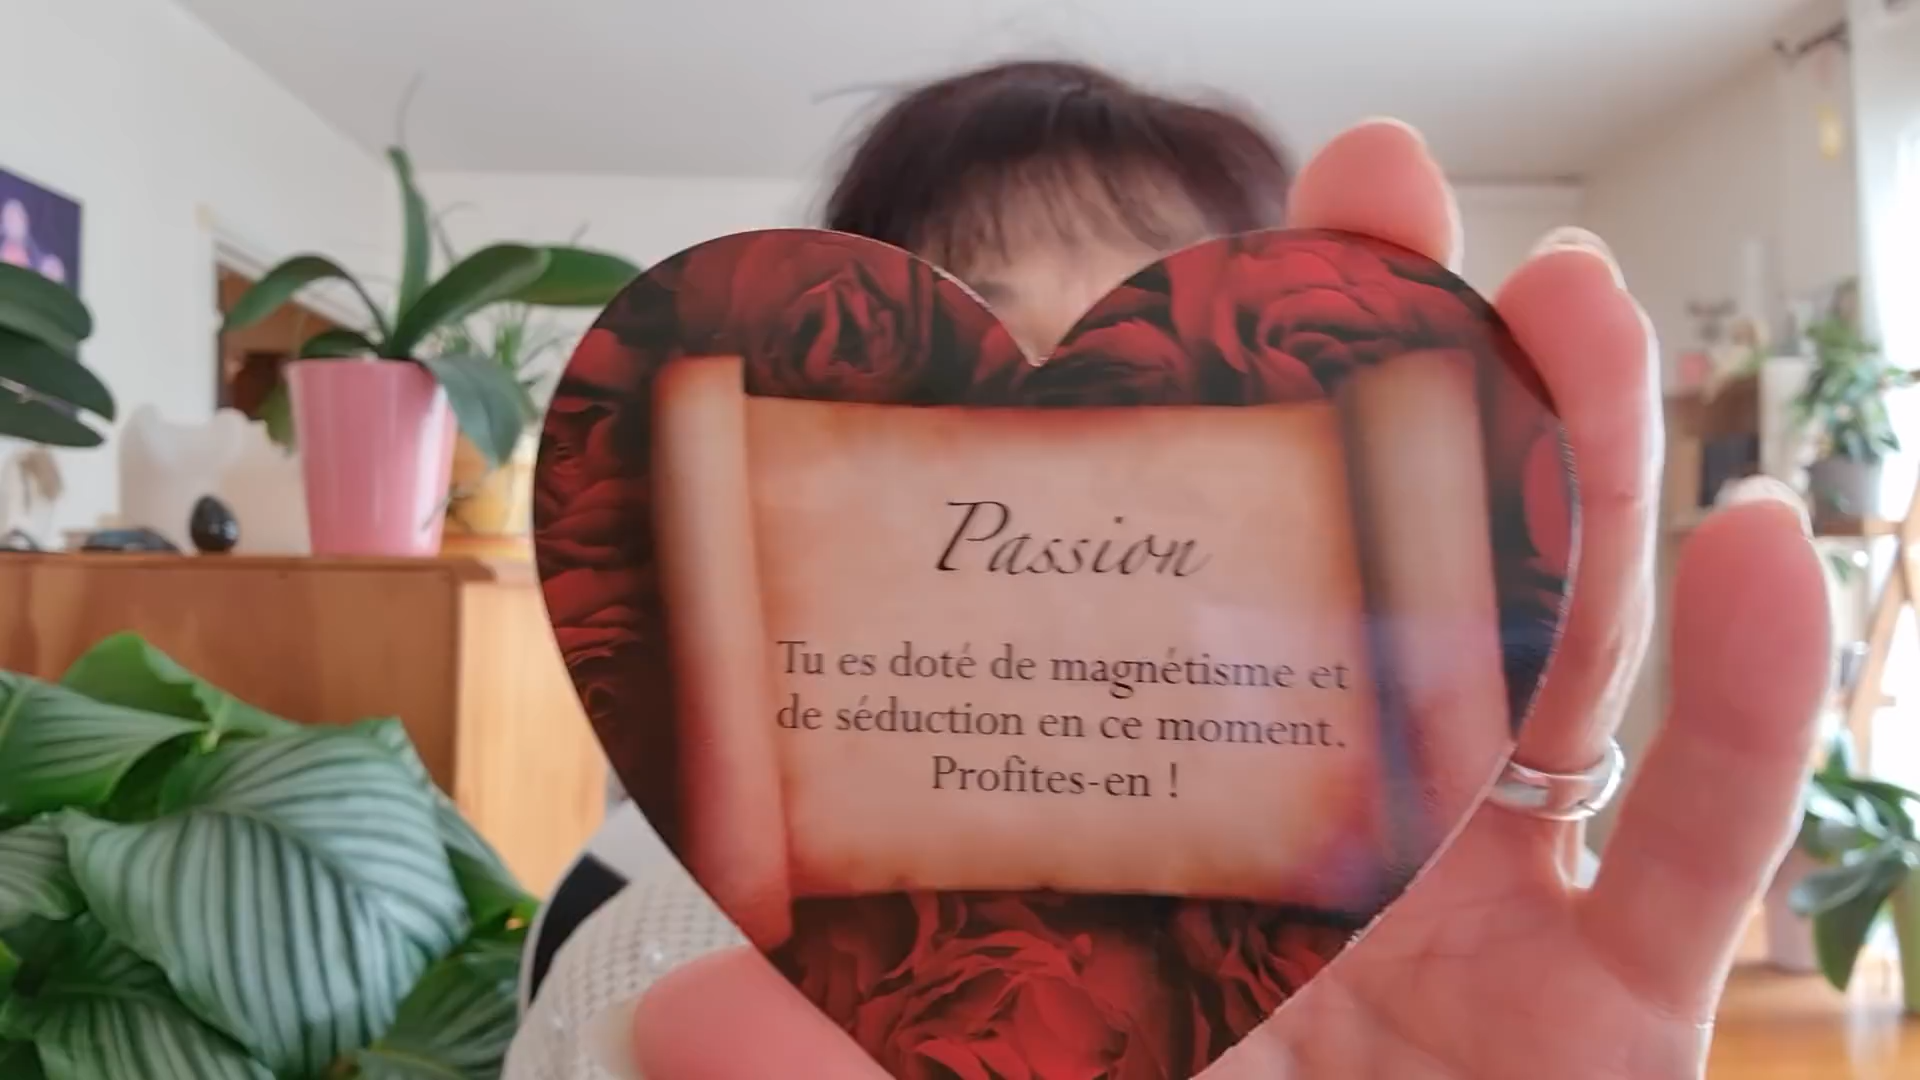 Passion
Tu es doté de magnétisme et
de séduction en ce moment.
Profites-en !